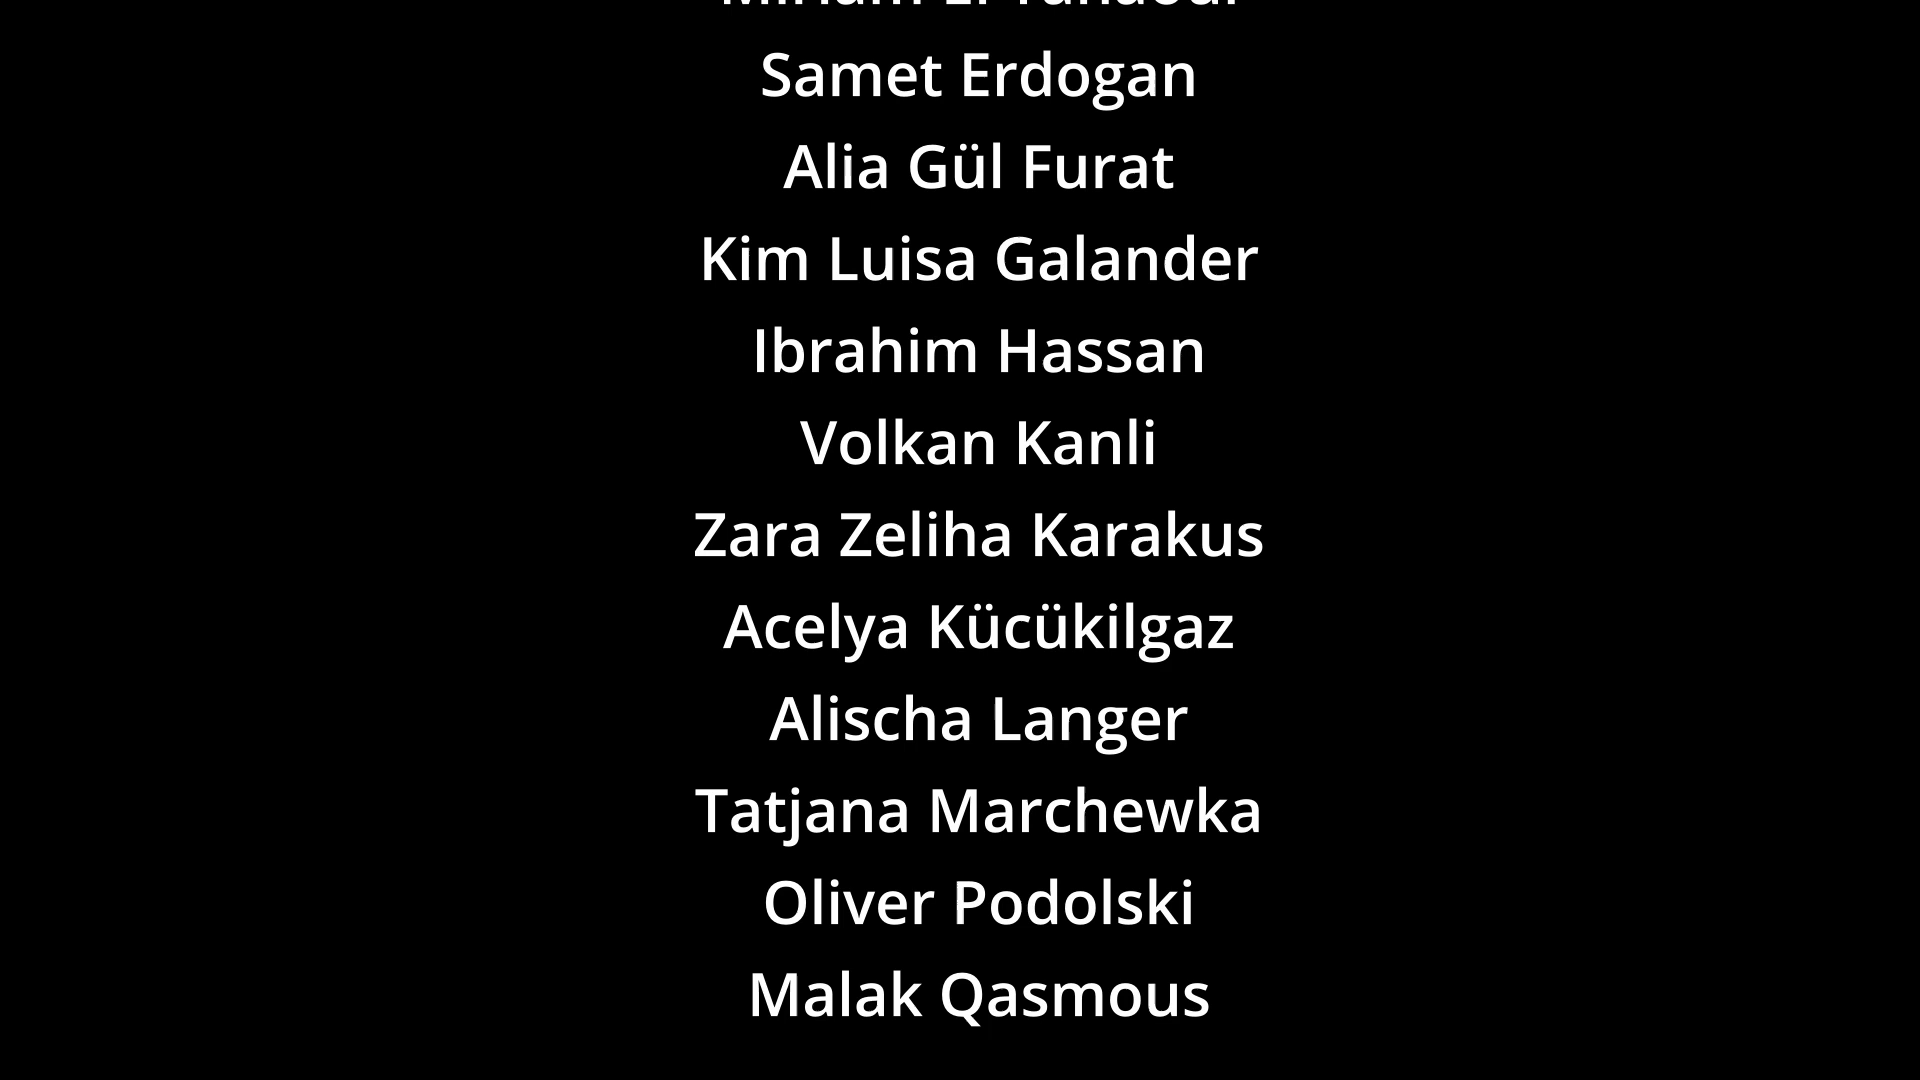 Samet Erdogan
Alia Gül Furat
Kim Luisa Galander
Ibrahim Hassan
Volkan Kanli
Zara Zeliha Karakus
Acelya Kücükilgaz
Alischa Langer
Tatjana Marchewka
Oliver Podolski
Malak Qasmous